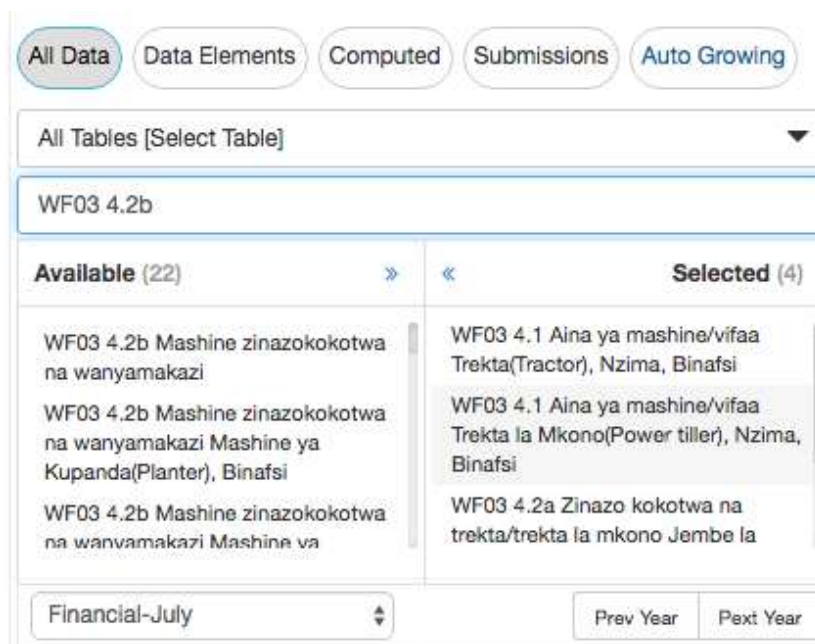 All Data Data Elements Computed Submissions Auto Growing
All Tables [Select Table]
WF03 4.2b
Available (22) » « Selected (4)
WF03 4.2b Mashine zinazokokotwa
na wanyamakazi
WF03 4.2b Mashine zinazokokotwa
na wanyamakazi Mashine ya
Kupanda(Planter), Binafsi
WF03 4.2b Mashine zinazokokotwa
na wanyamakazi Mashine ya
WF03 4.1 Aina ya mashine/vifaa
Trekta(Tractor), Nzima, Binafsi
WF03 4.1 Aina ya mashine/vifaa
Trekta la Mkono(Power tiller), Nzima,
Binafsi
WF03 4.2a Zinazo kokotwa na
trekta/trekta la mkono Jembe la
Financial-July
Prev Year Pext Year